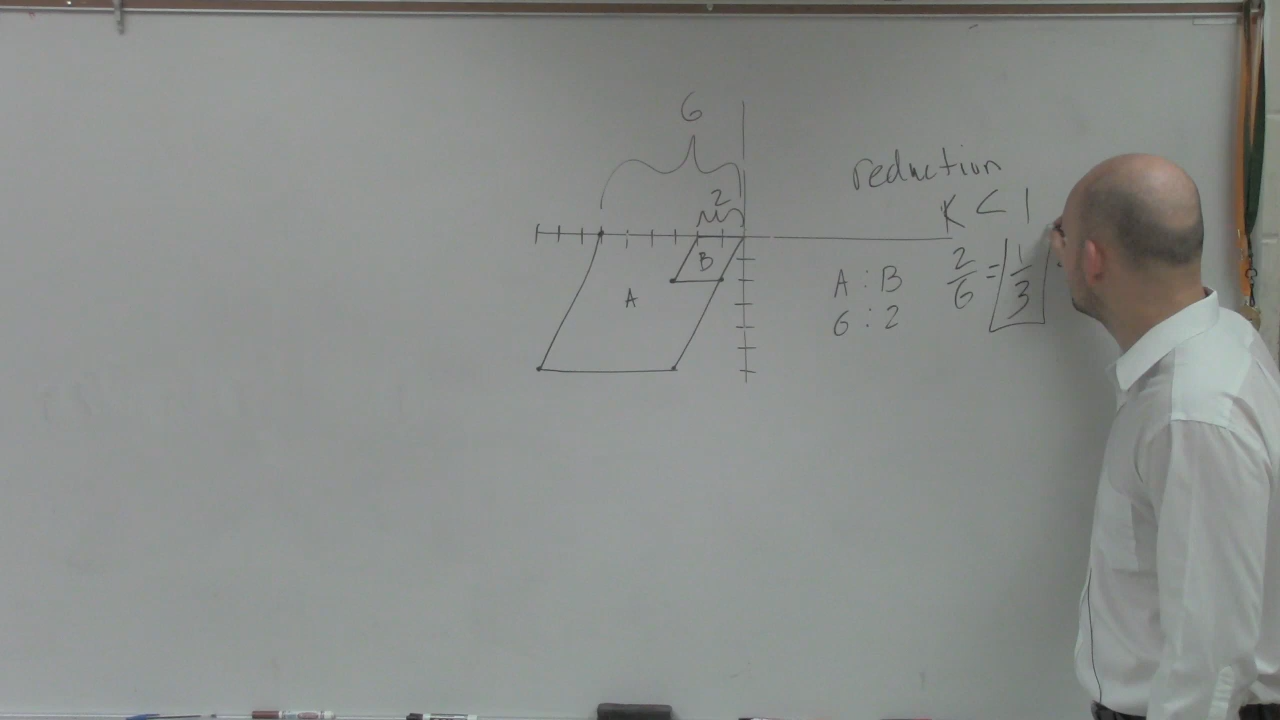 6
2
reduction
K < 1
B
A
A : B
6 : 2
2/6 = 1/3